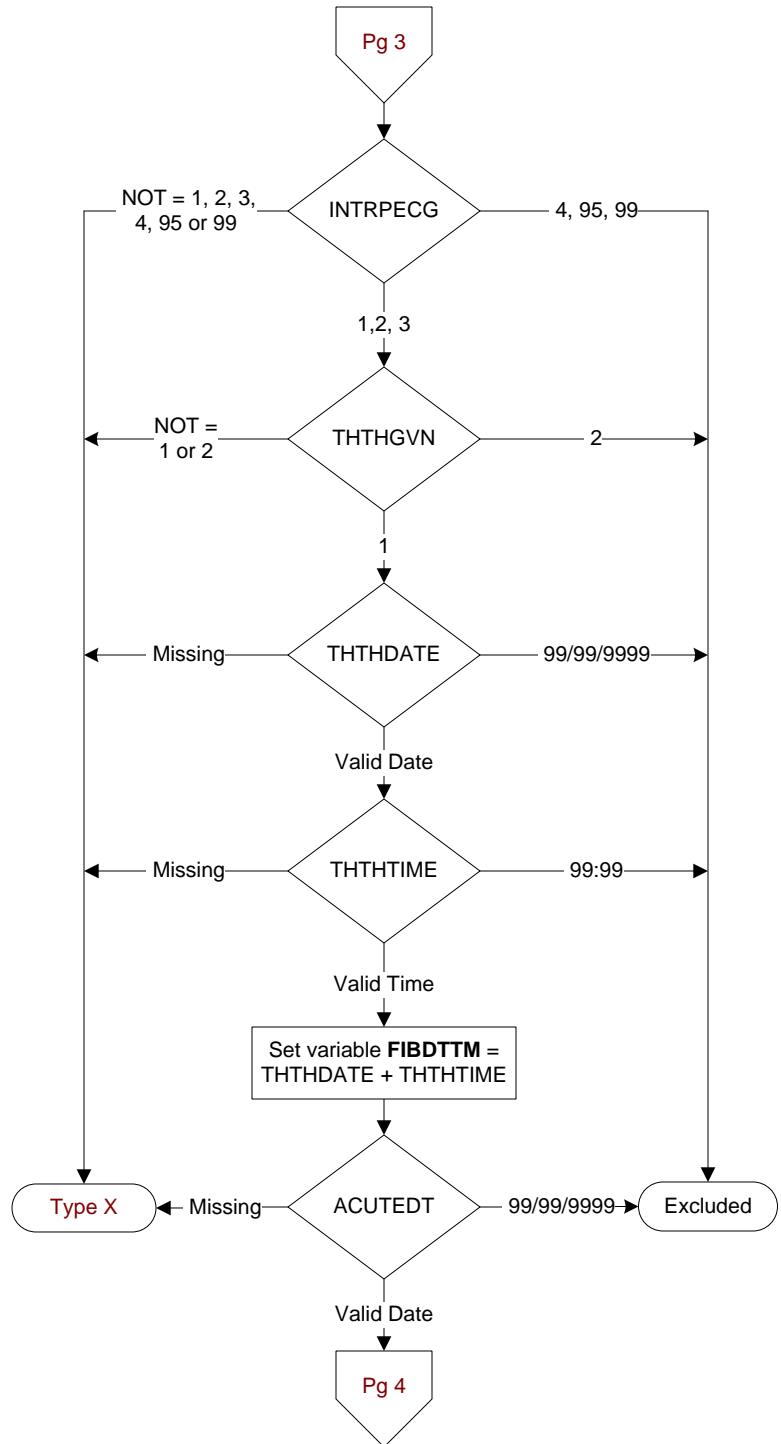 Pg 3
NOT = 1, 2, 3,
4, 95 or 99
INTRPECG
4, 95, 99
1,2, 3
NOT =
1 or 2
THTHGVN
2
1
Missing
THTHDATE
99/99/9999
Valid Date
Missing
THTHTIME
99:99
Valid Time
Set variable FIBDTTM =
THTHDATE + THTHTIME
Type X
Missing
ACUTEDT
99/99/9999
Excluded
Valid Date
Pg 4